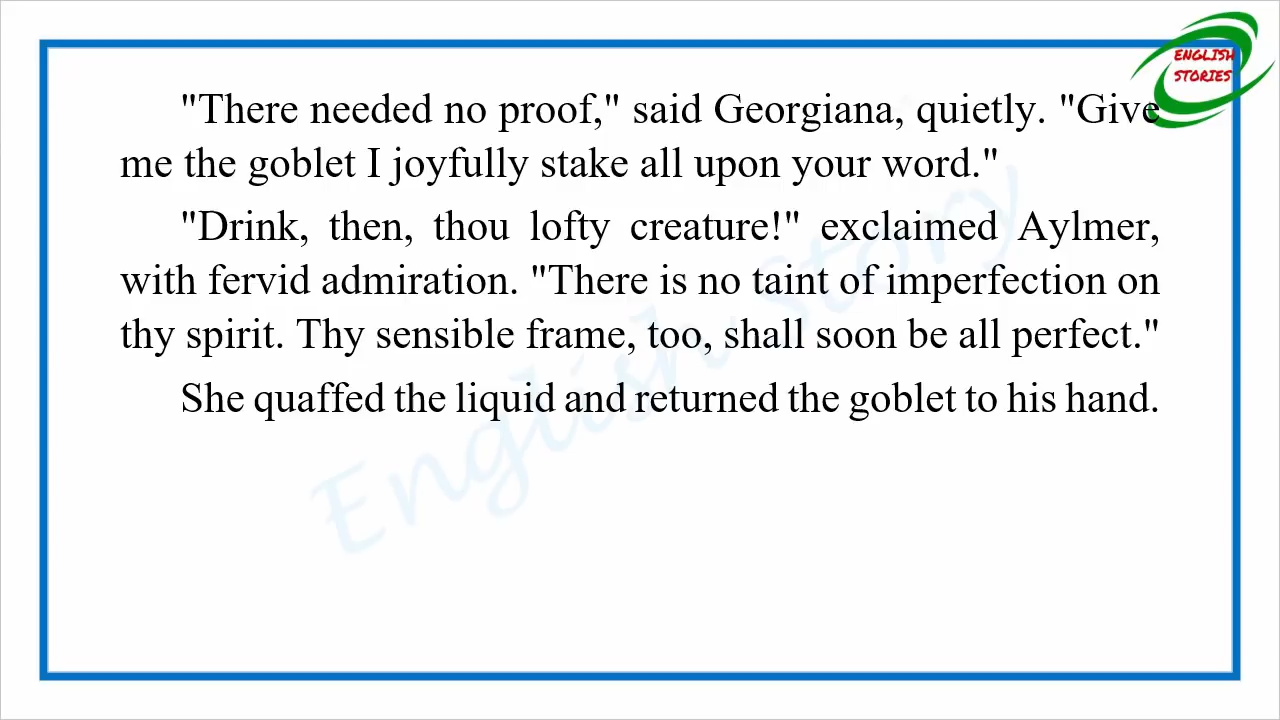 ENGLISH
STORIES
"There needed no proof," said Georgiana, quietly. "Give
me the goblet I joyfully stake all upon your word."
"Drink, then, thou lofty creature!" exclaimed Aylmer,
with fervid admiration. "There is no taint of imperfection on
thy spirit. Thy sensible frame, too, shall soon be all perfect."
She quaffed the liquid and returned the goblet to his hand.
English Story